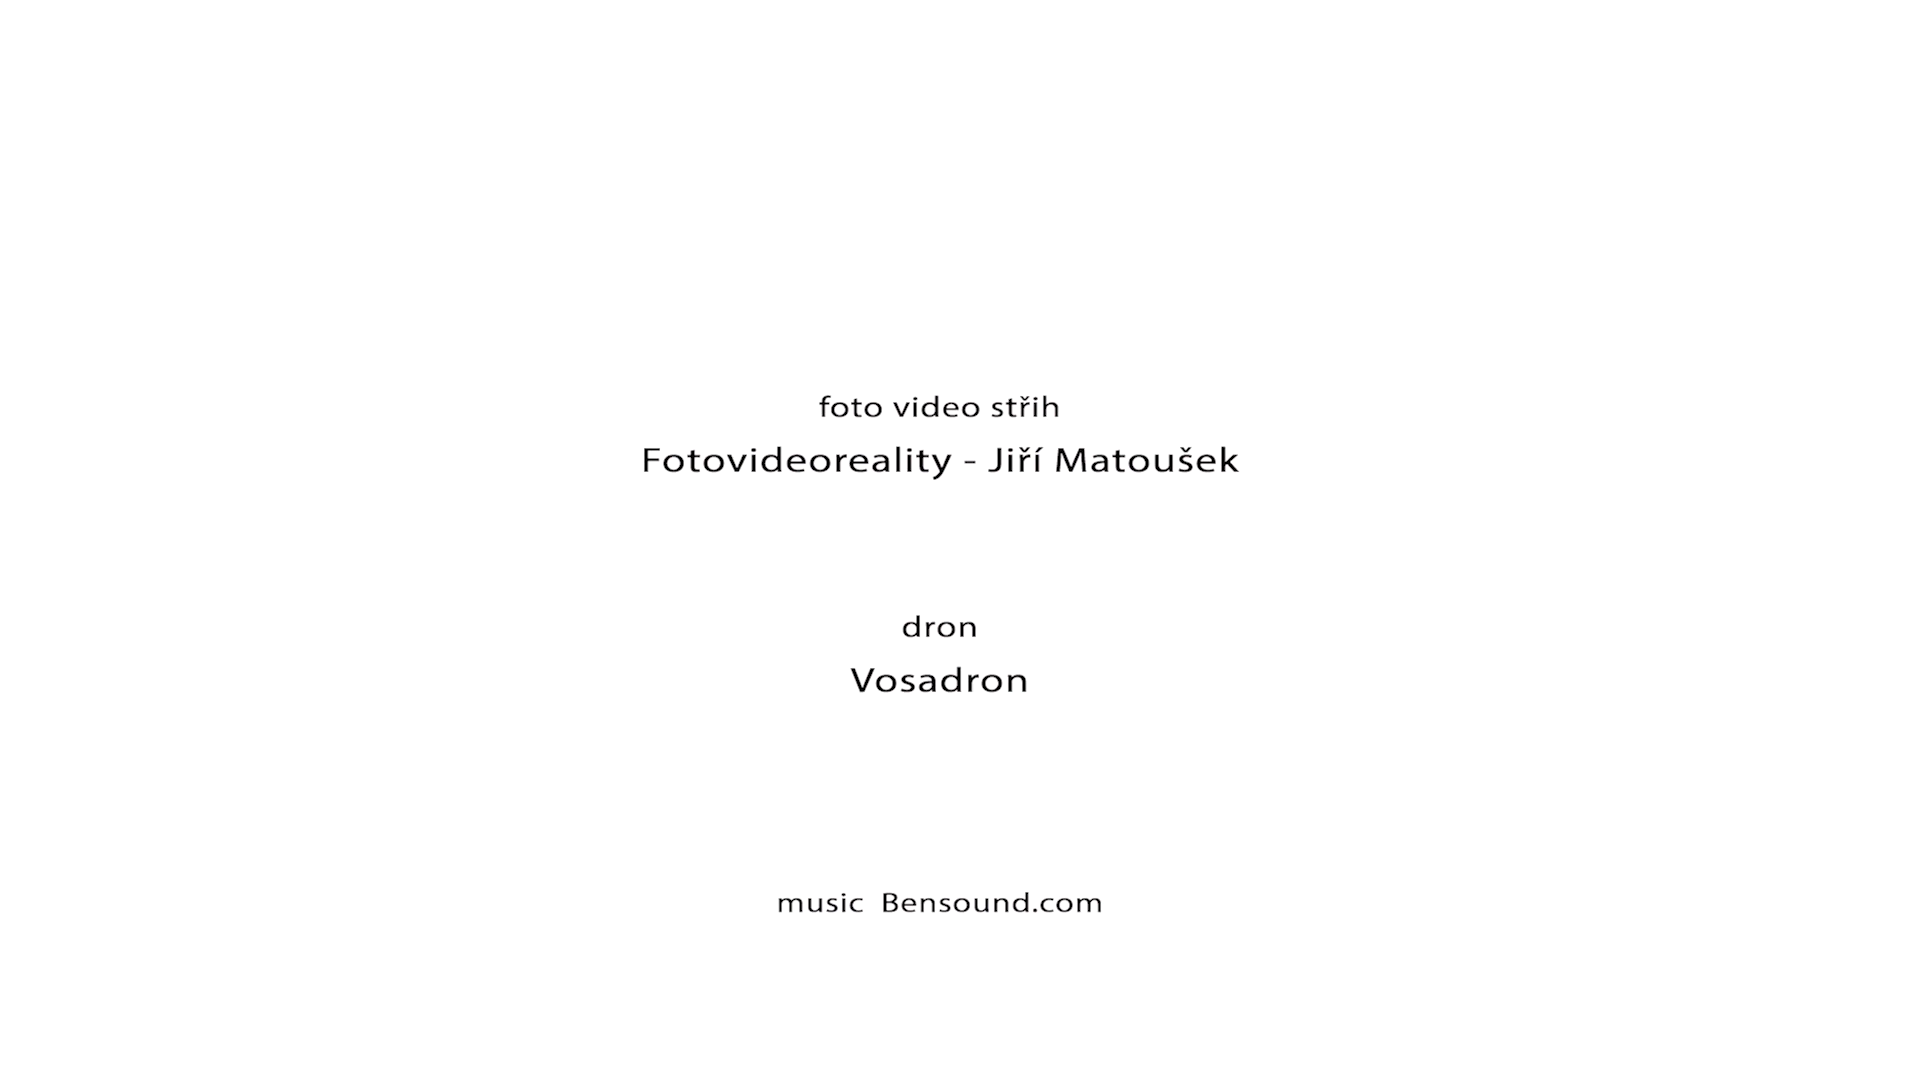 foto video střih
Fotovideoreality - Jiří Matoušek
dron
Vosadron
music  Bensound.com